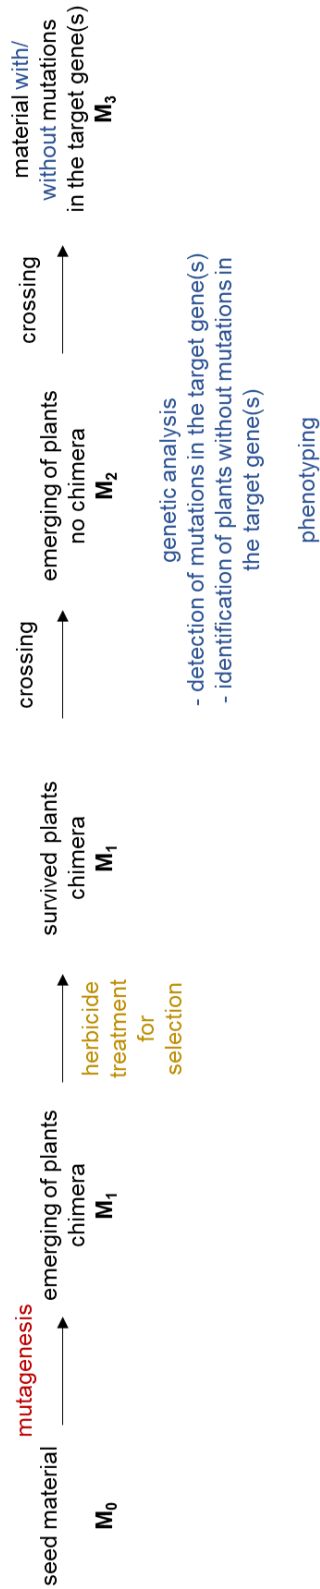 seed material
M₀
mutagenesis
emerging of plants
chimera
M₁
herbicide
treatment
for
selection
survived plants
chimera
M₁
crossing
emerging of plants
no chimera
M₂
genetic analysis
- detection of mutations in the target gene(s)
- identification of plants without mutations in
the target gene(s)
phenotyping
crossing
material with/
without mutations
in the target gene(s)
M₃